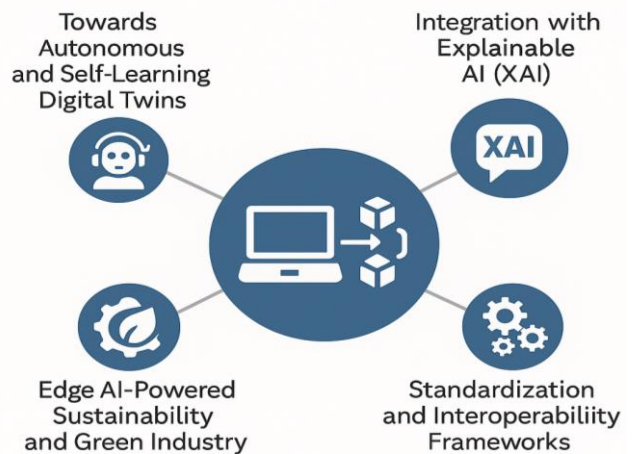 Towards
Autonomous
and Self-Learning
Digital Twins
Integration with
Explainable
AI (XAI)
XAI
Edge AI-Powered
Sustainability
and Green Industry
Standardization
and Interoperabiliity
Frameworks